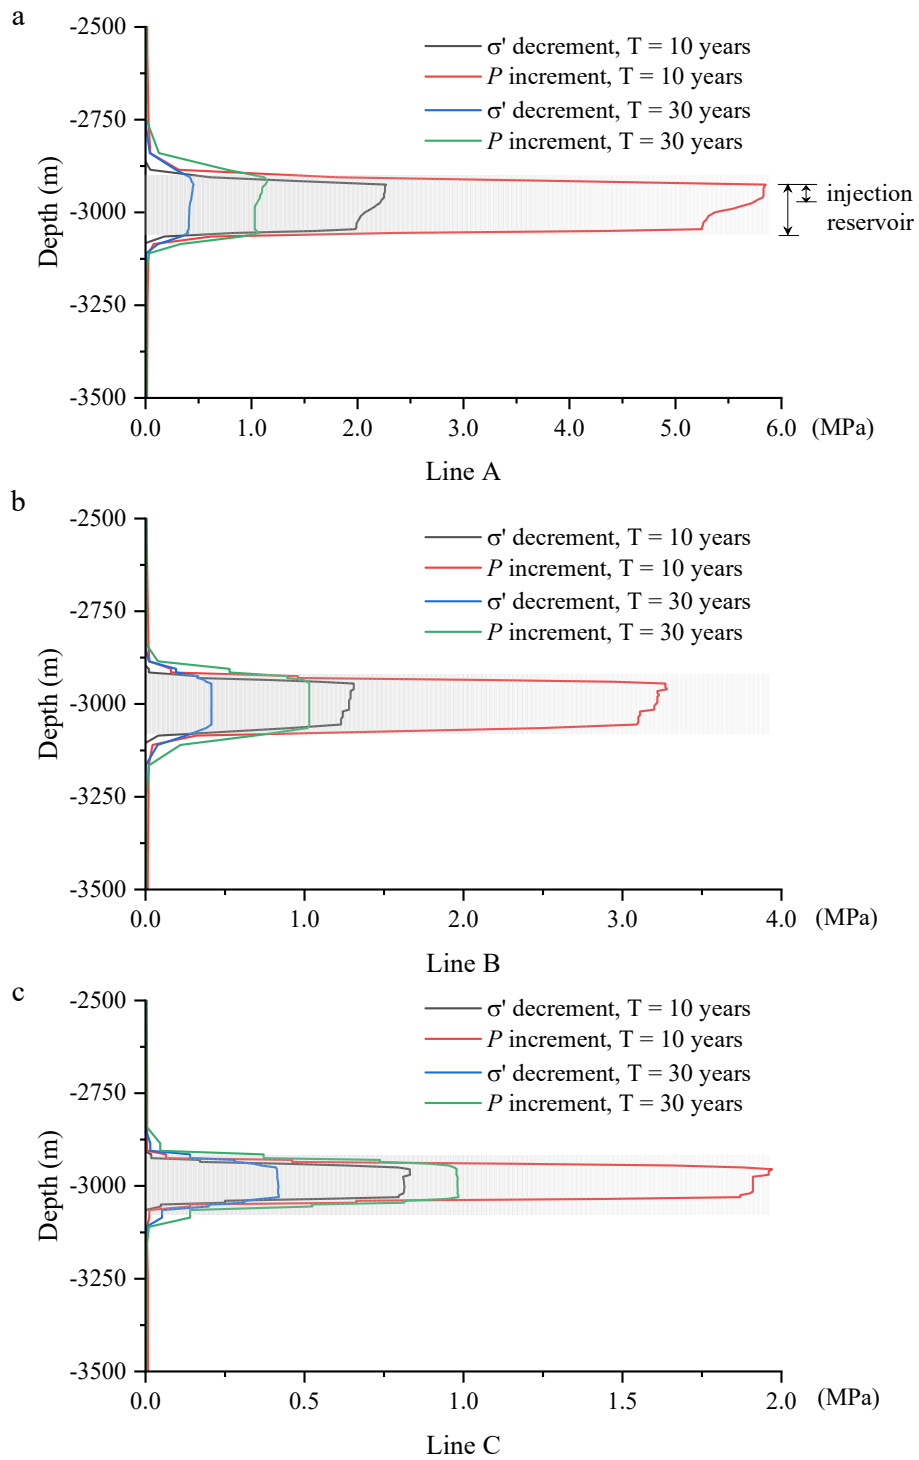 a
-2500
-2750
-3000
-3250
-3500
Depth (m)
σ' decrement, T = 10 years
P increment, T = 10 years
σ' decrement, T = 30 years
P increment, T = 30 years
injection
reservoir
0.0 1.0 2.0 3.0 4.0 5.0 6.0 (MPa)
Line A
b
-2500
-2750
-3000
-3250
-3500
Depth (m)
σ' decrement, T = 10 years
P increment, T = 10 years
σ' decrement, T = 30 years
P increment, T = 30 years
0.0 1.0 2.0 3.0 4.0 (MPa)
Line B
c
-2500
-2750
-3000
-3250
-3500
Depth (m)
σ' decrement, T = 10 years
P increment, T = 10 years
σ' decrement, T = 30 years
P increment, T = 30 years
0.0 0.5 1.0 1.5 2.0 (MPa)
Line C